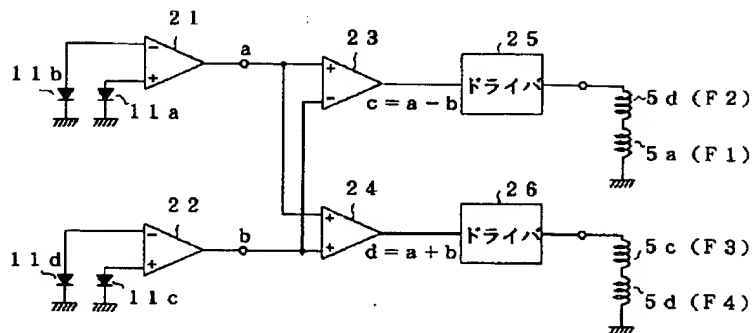 21
a
23
25
11b
11a
c=a-b
ドライバ
5d(F2)
5a(F1)
22
b
24
26
11d
11c
d=a+b
ドライバ
5c(F3)
5d(F4)